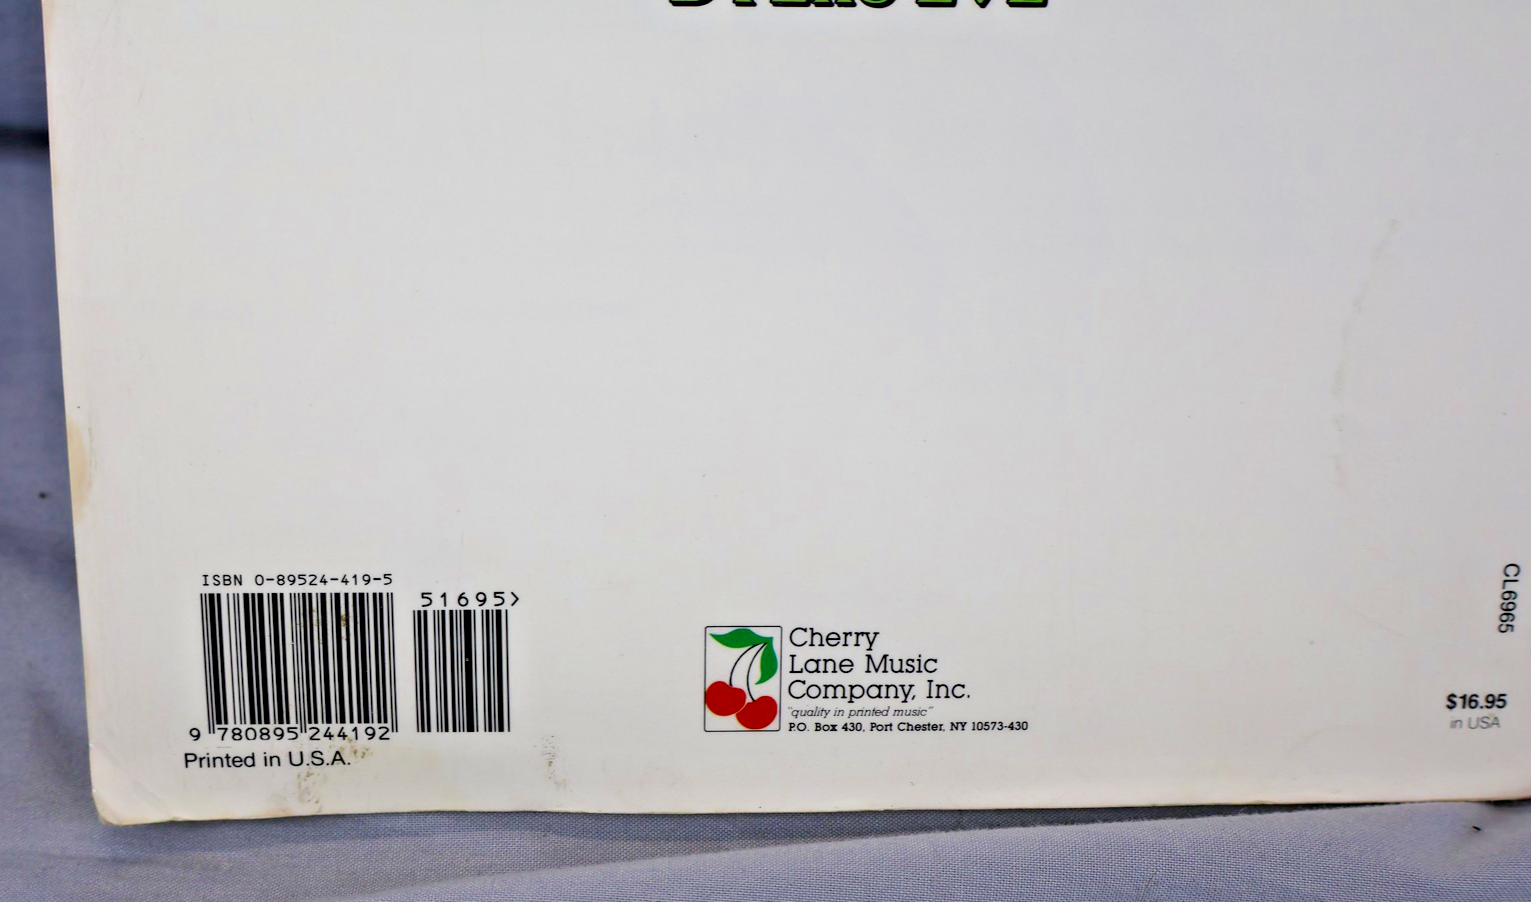 ISBN 0-89524-419-5
51695>
9 780895 244192
Printed in U.S.A.
Cherry
Lane Music
Company, Inc.
"quality in printed music"
P.O. Box 430, Port Chester, NY 10573-430
CL6965
$16.95
in USA